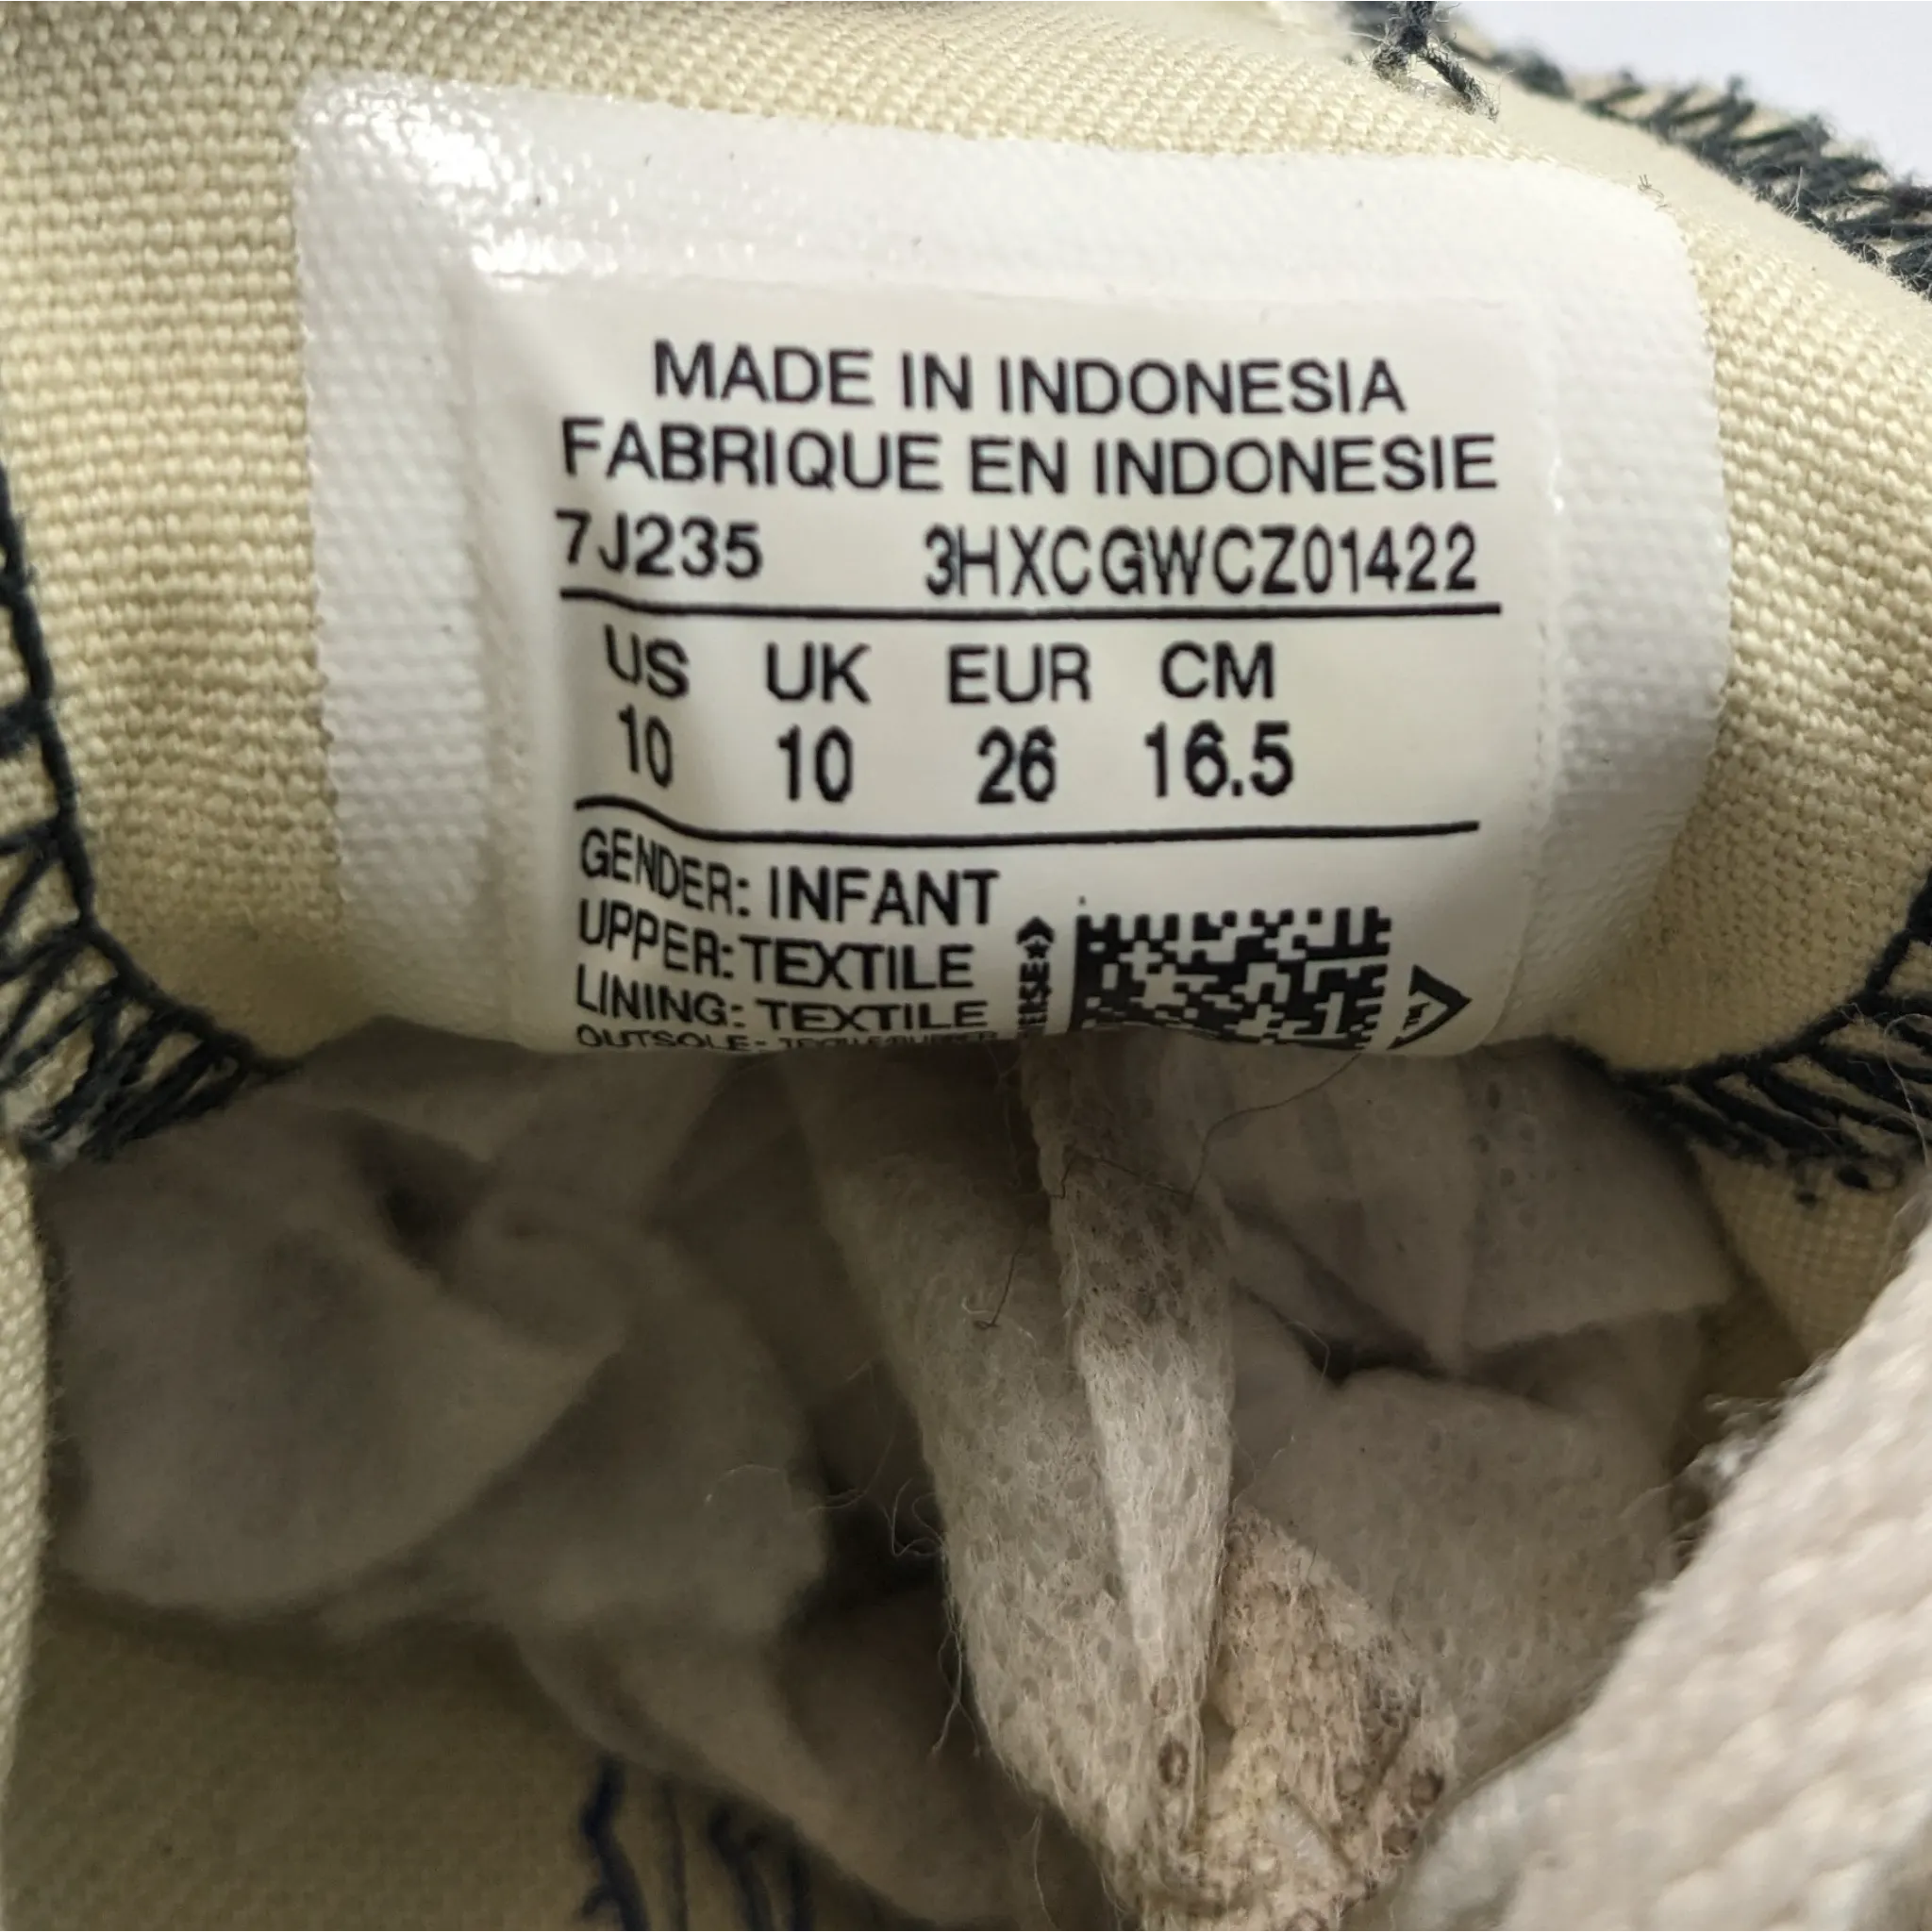 MADE IN INDONESIA
FABRIQUE EN INDONESIE
7J235 3HXCGWCZ01422
US UK EUR CM
10 10 26 16.5
GENDER: INFANT
UPPER: TEXTILE
LINING: TEXTILE
OUTSOLE: